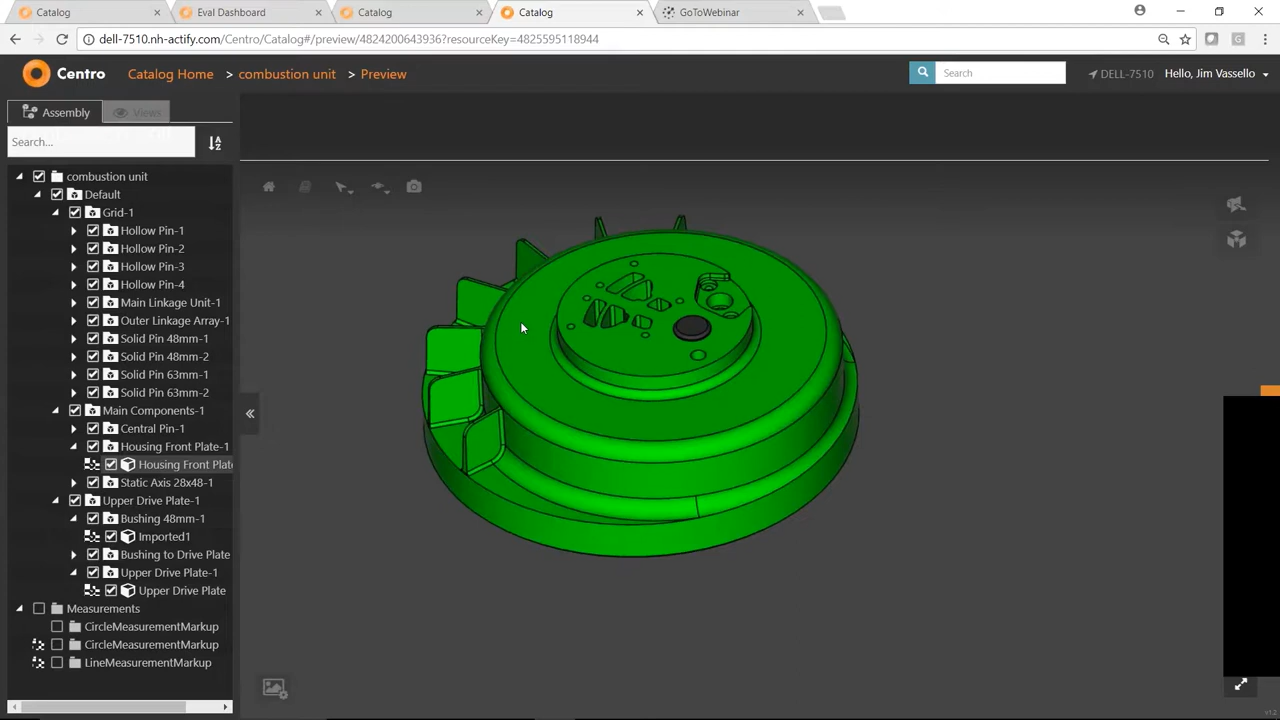 Catalog
Eval Dashboard
Catalog
Catalog
GoToWebinar
dell-7510.nh-actify.com/Centro/Catalog#/preview/4824200643936?resourceKey=4825595118944
Centro
Catalog Home > combustion unit > Preview
Search
DELL-7510
Hello, Jim Vassello
Assembly
Views
Search...
combustion unit
Default
Grid-1
Hollow Pin-1
Hollow Pin-2
Hollow Pin-3
Hollow Pin-4
Main Linkage Unit-1
Outer Linkage Array-1
Solid Pin 48mm-1
Solid Pin 48mm-2
Solid Pin 63mm-1
Solid Pin 63mm-2
Main Components-1
Central Pin-1
Housing Front Plate-1
Housing Front Plate
Static Axis 28x48-1
Upper Drive Plate-1
Bushing 48mm-1
Imported1
Bushing to Drive Plate
Upper Drive Plate-1
Upper Drive Plate
Measurements
CircleMeasurementMarkup
CircleMeasurementMarkup
LineMeasurementMarkup